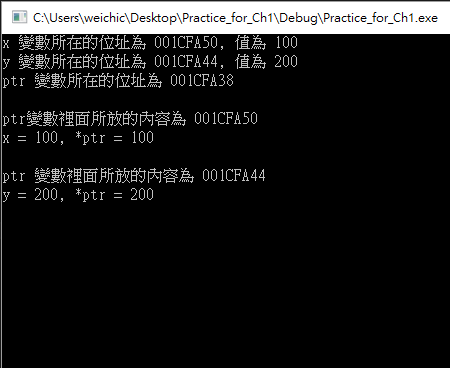 C:\Users\weichic\Desktop\Practice_for_Ch1\Debug\Practice_for_Ch1.exe
x 變數所在的位址為 001CFA50, 值為 100
y 變數所在的位址為 001CFA44, 值為 200
ptr 變數所在的位址為 001CFA38
ptr變數裡面所放的內容為 001CFA50
x = 100, *ptr = 100
ptr 變數裡面所放的內容為 001CFA44
y = 200, *ptr = 200